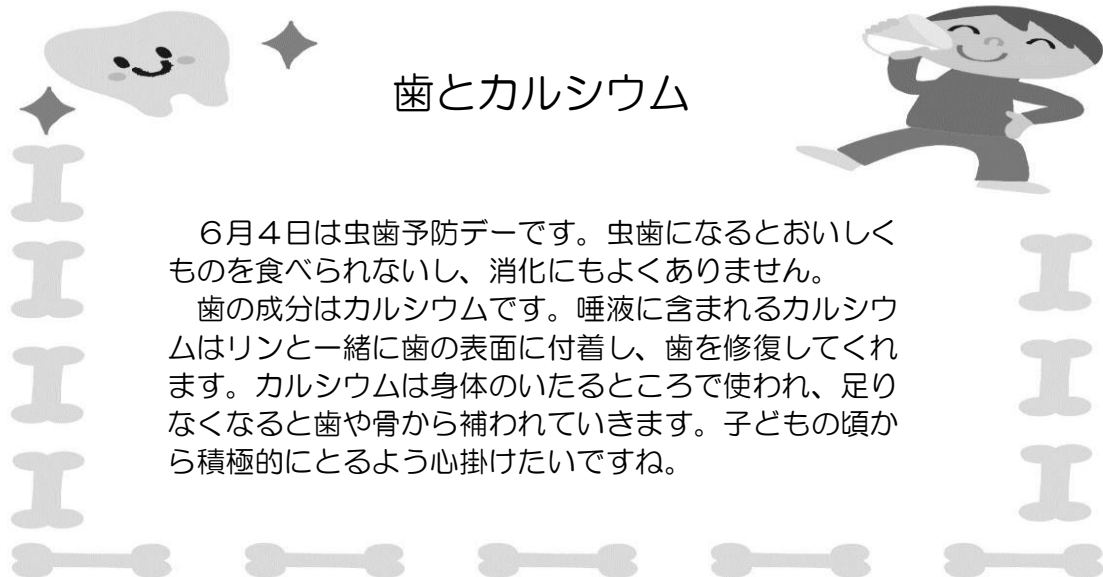 歯とカルシウム
　６月４日は虫歯予防デーです。虫歯になるとおいしく
ものを食べられないし、消化にもよくありません。
　歯の成分はカルシウムです。唾液に含まれるカルシウ
ムはリンと一緒に歯の表面に付着し、歯を修復してくれ
ます。カルシウムは身体のいたるところで使われ、足り
なくなると歯や骨から補われていきます。子どもの頃か
ら積極的にとるよう心掛けたいですね。